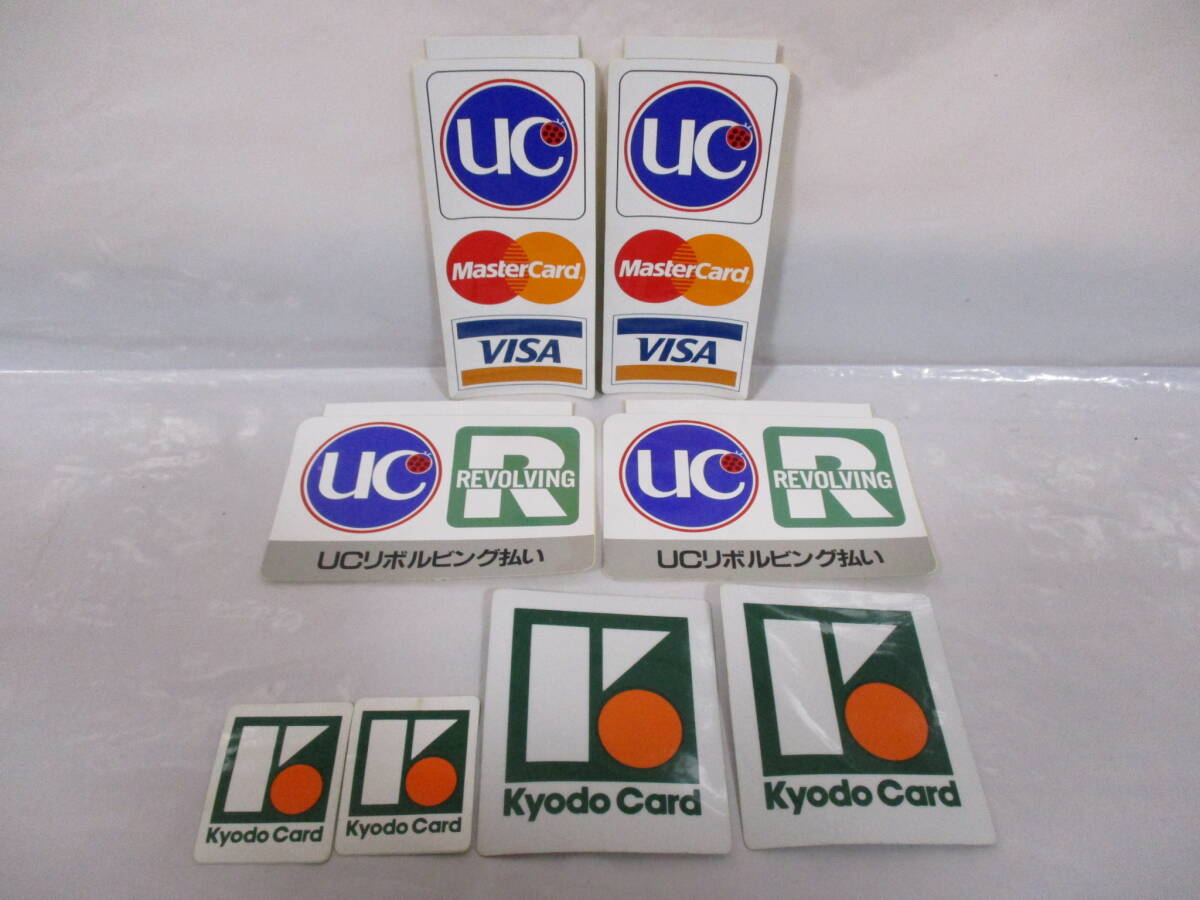 UC
UC
MasterCard
MasterCard
VISA
VISA
UC
R
REVOLVING
UCリボルビング払い
UC
R
REVOLVING
UCリボルビング払い
Kyodo Card
Kyodo Card
Kyodo Card
Kyodo Card